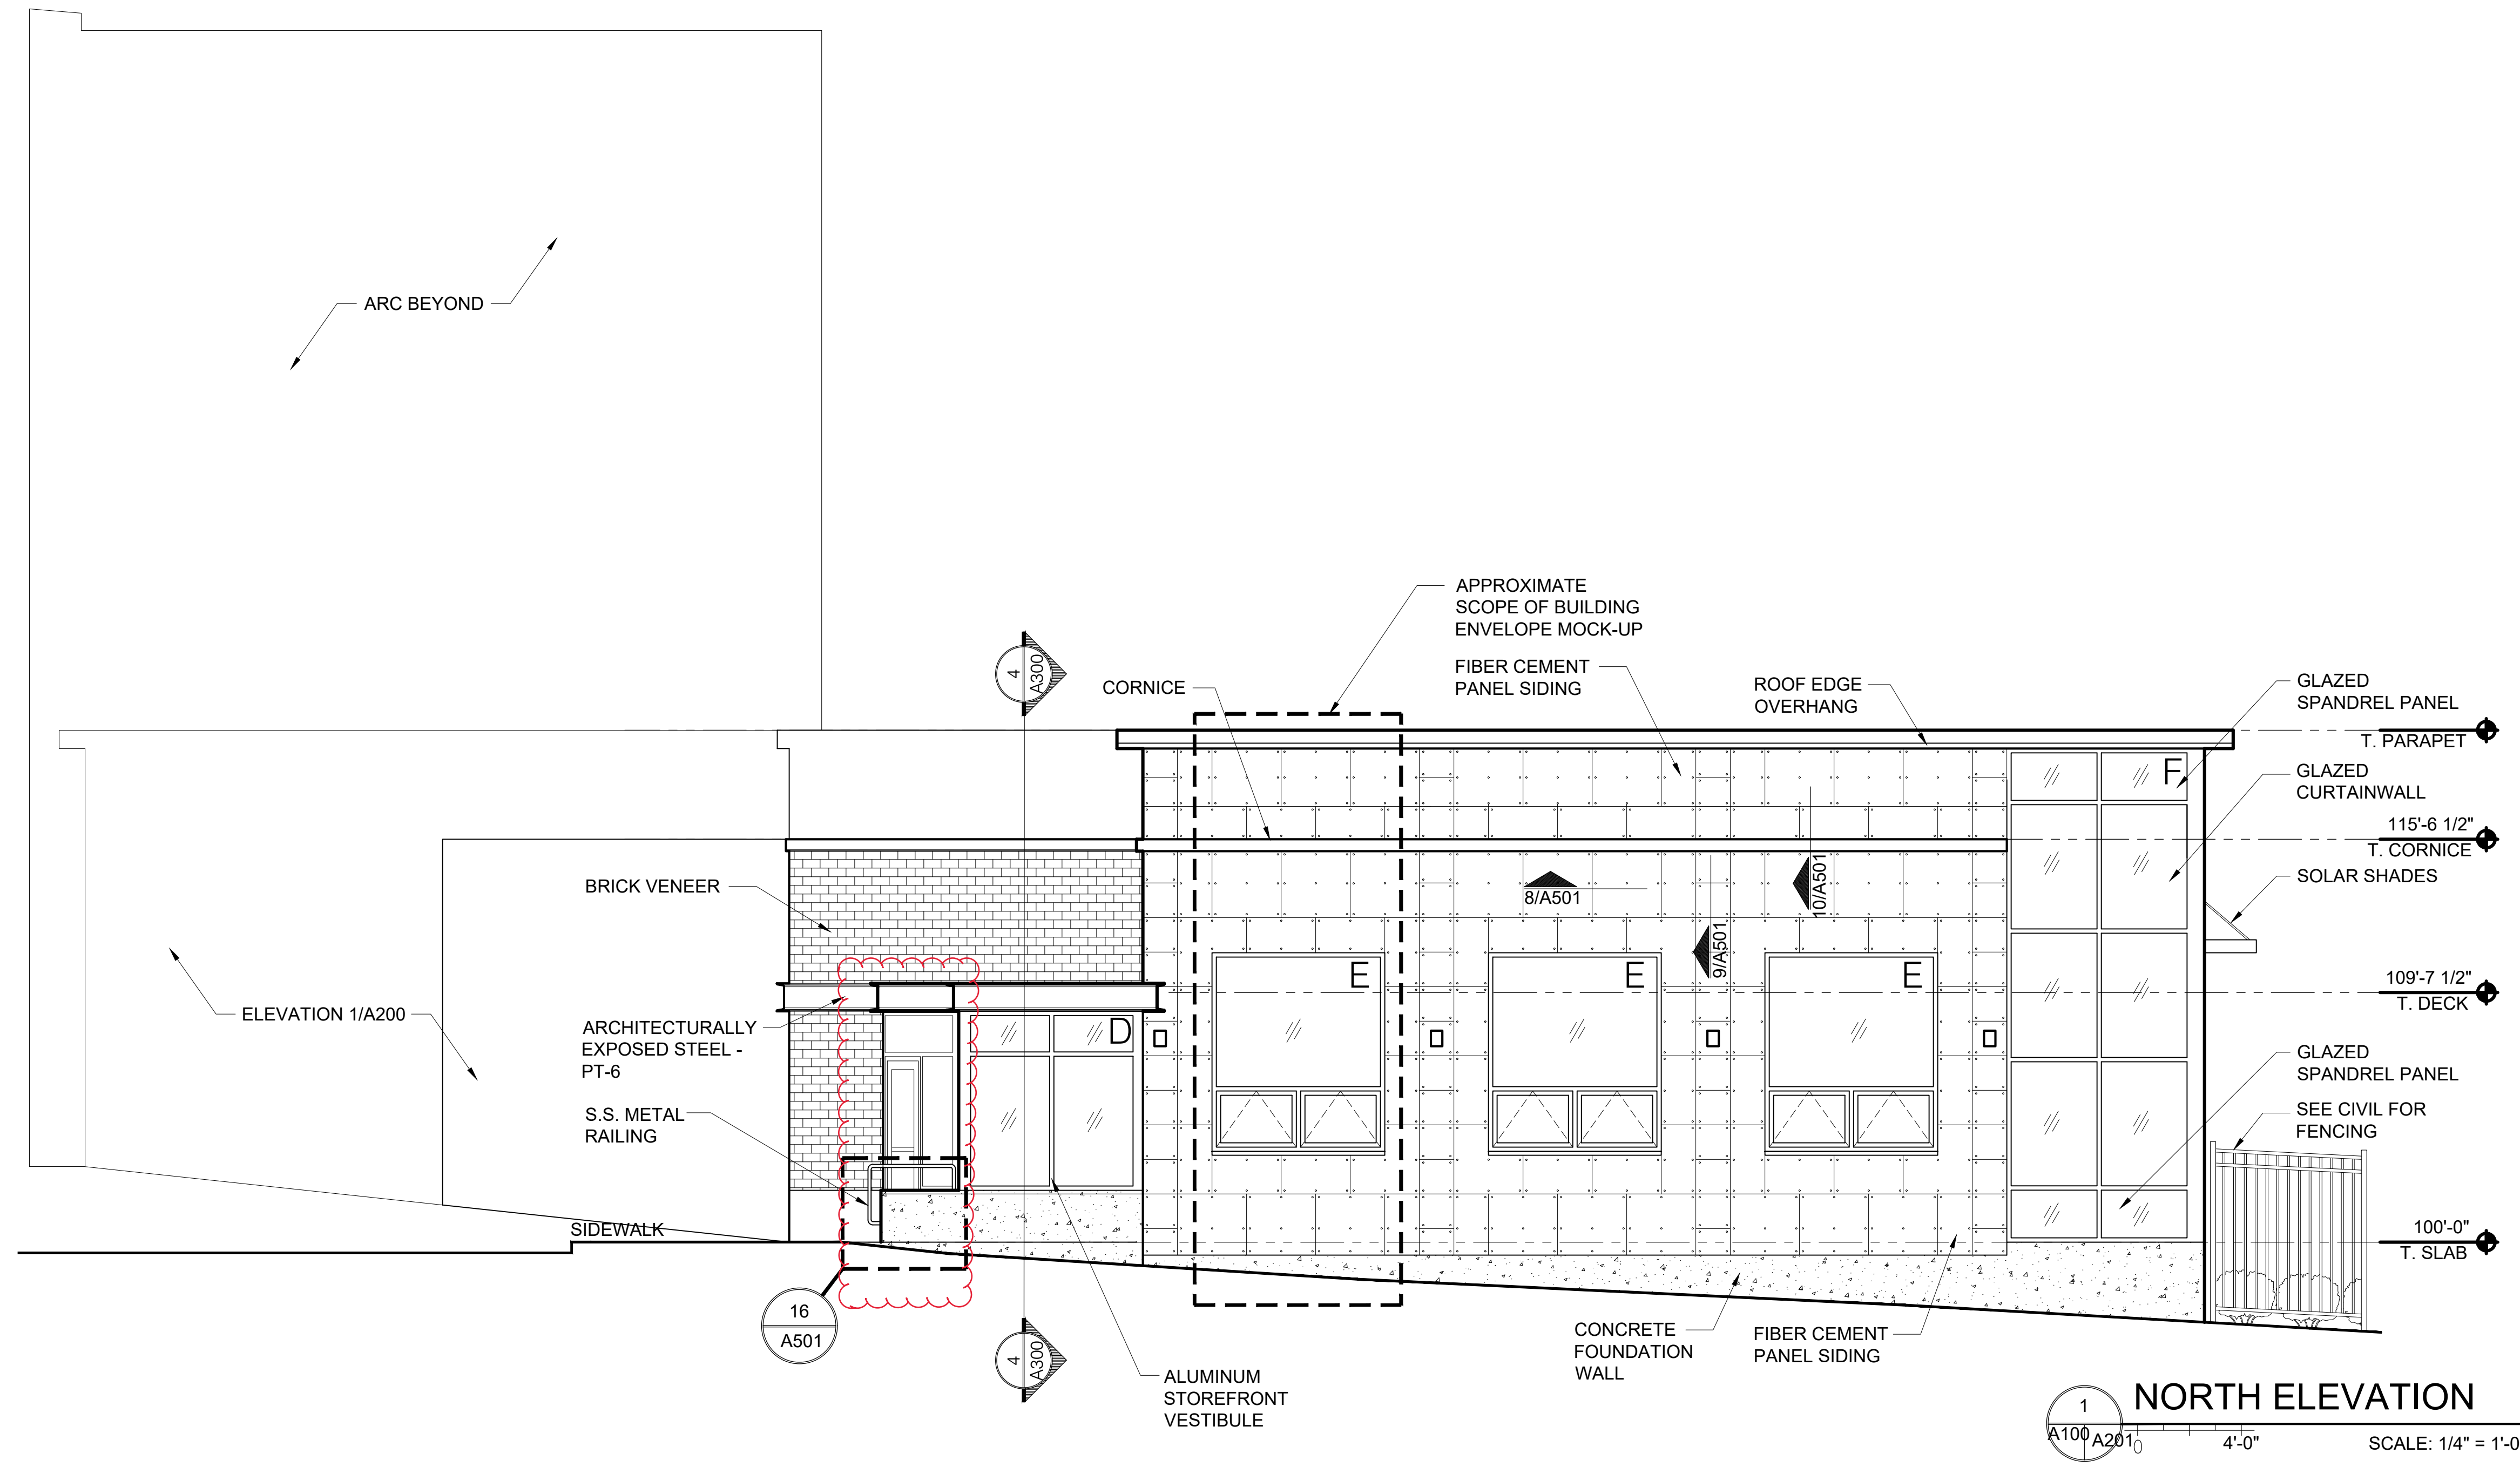 ARC BEYOND
APPROXIMATE
SCOPE OF BUILDING
ENVELOPE MOCK-UP
4
A300
CORNICE
FIBER CEMENT
PANEL SIDING
ROOF EDGE
OVERHANG
GLAZED
SPANDREL PANEL
T. PARAPET
F
GLAZED
CURTAINWALL
115'-6 1/2"
T. CORNICE
SOLAR SHADES
BRICK VENEER
8/A501
10/A501
9/A501
E
E
E
109'-7 1/2"
T. DECK
ELEVATION 1/A200
ARCHITECTURALLY
EXPOSED STEEL -
PT-6
D
GLAZED
SPANDREL PANEL
S.S. METAL
RAILING
SEE CIVIL FOR
FENCING
SIDEWALK
100'-0"
T. SLAB
16
A501
4
A300
CONCRETE
FOUNDATION
WALL
FIBER CEMENT
PANEL SIDING
ALUMINUM
STOREFRONT
VESTIBULE
1
A100
A201
NORTH ELEVATION
0
4'-0"
SCALE: 1/4" = 1'-0